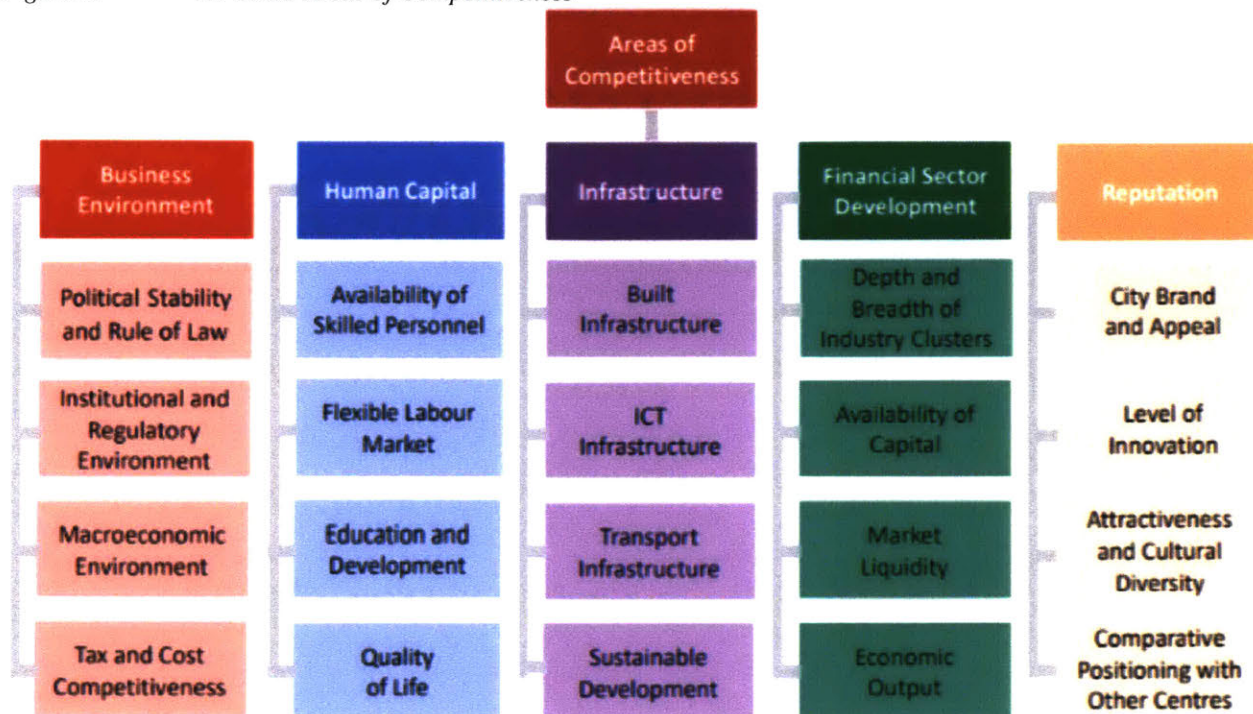 Areas of
Competitiveness
Business
Environment
Human Capital
Infrastructure
Financial Sector
Development
Reputation
Political Stability
and Rule of Law
Availability of
Skilled Personnel
Built
Infrastructure
Depth and
Breadth of
Industry Clusters
City Brand
and Appeal
Institutional and
Regulatory
Environment
Flexible Labour
Market
ICT
Infrastructure
Availability of
Capital
Level of
Innovation
Macroeconomic
Environment
Education and
Development
Transport
Infrastructure
Market
Liquidity
Attractiveness
and Cultural
Diversity
Tax and Cost
Competitiveness
Quality
of Life
Sustainable
Development
Economic
Output
Comparative
Positioning with
Other Centres